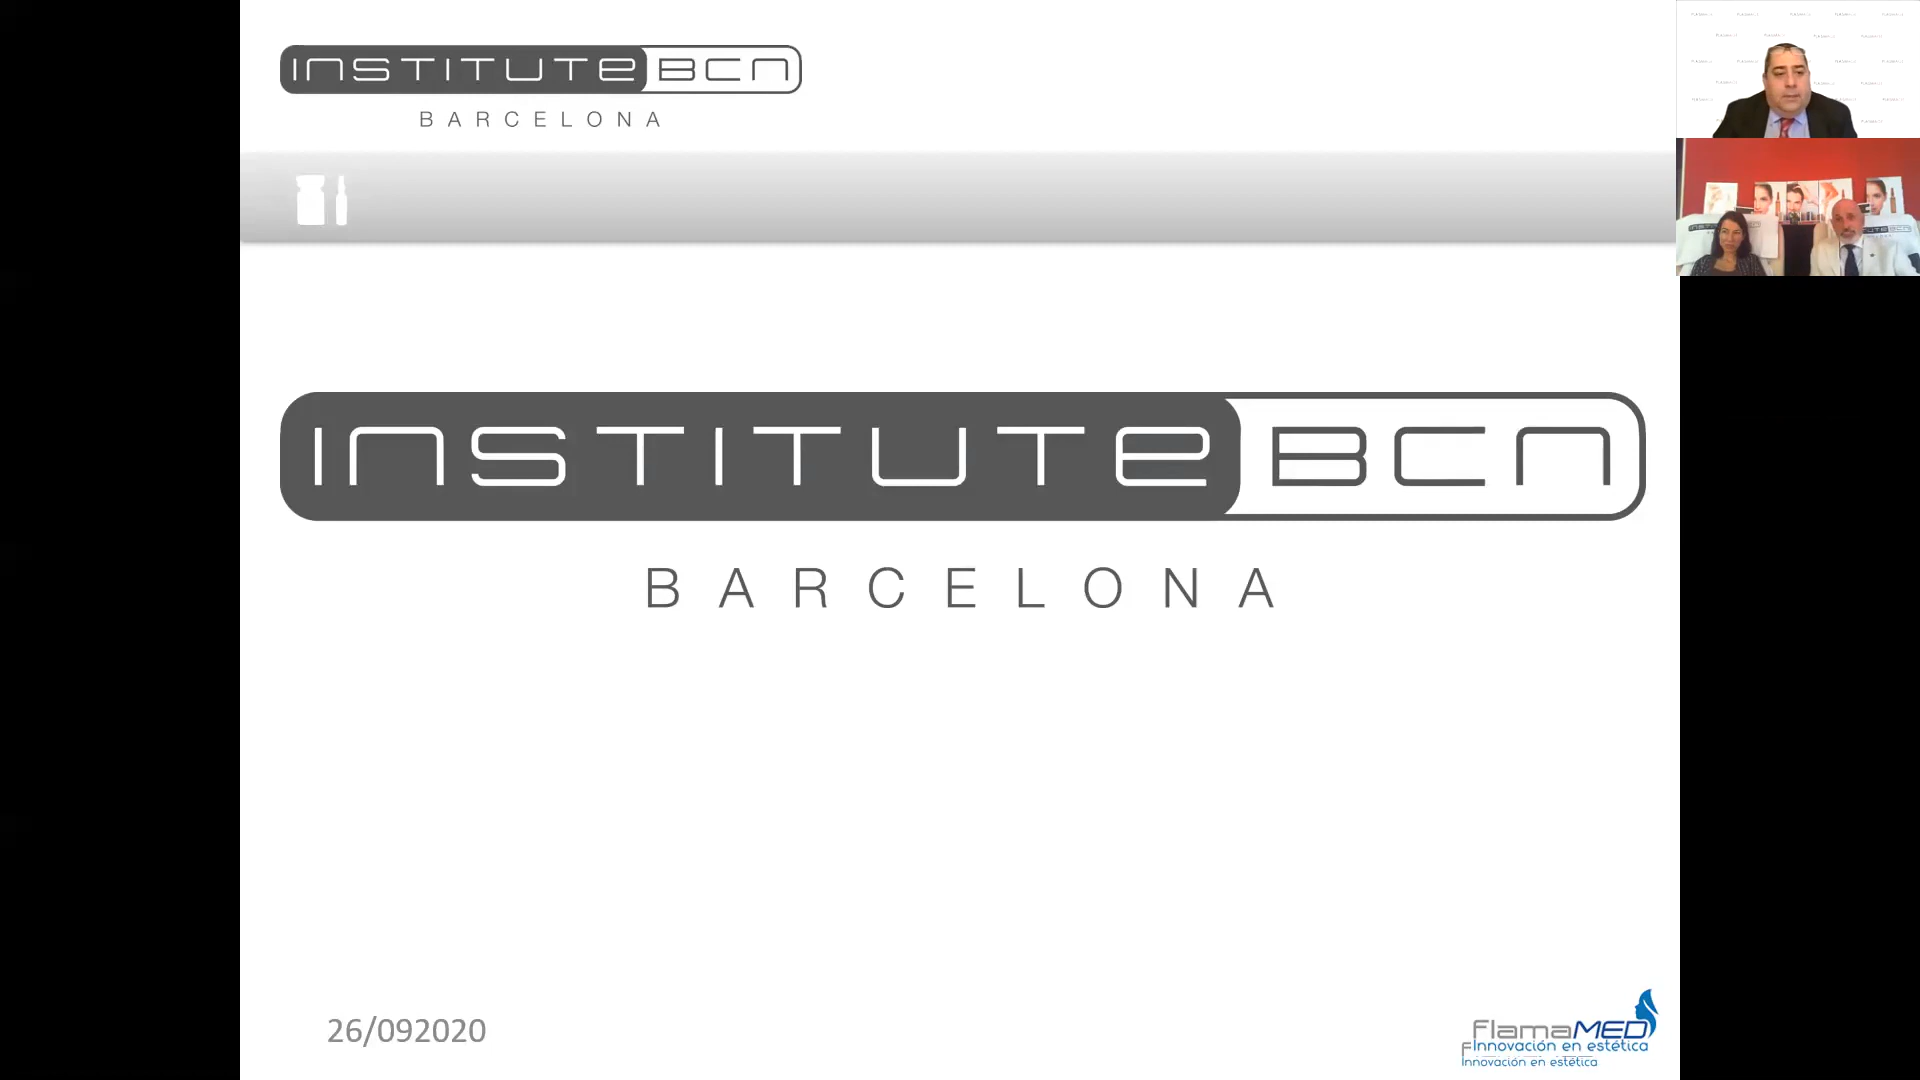 INSTITUTE BCN
BARCELONA
INSTITUTE BCN
BARCELONA
26/092020
FlamaMED
Innovación en estética
Innovación en estética